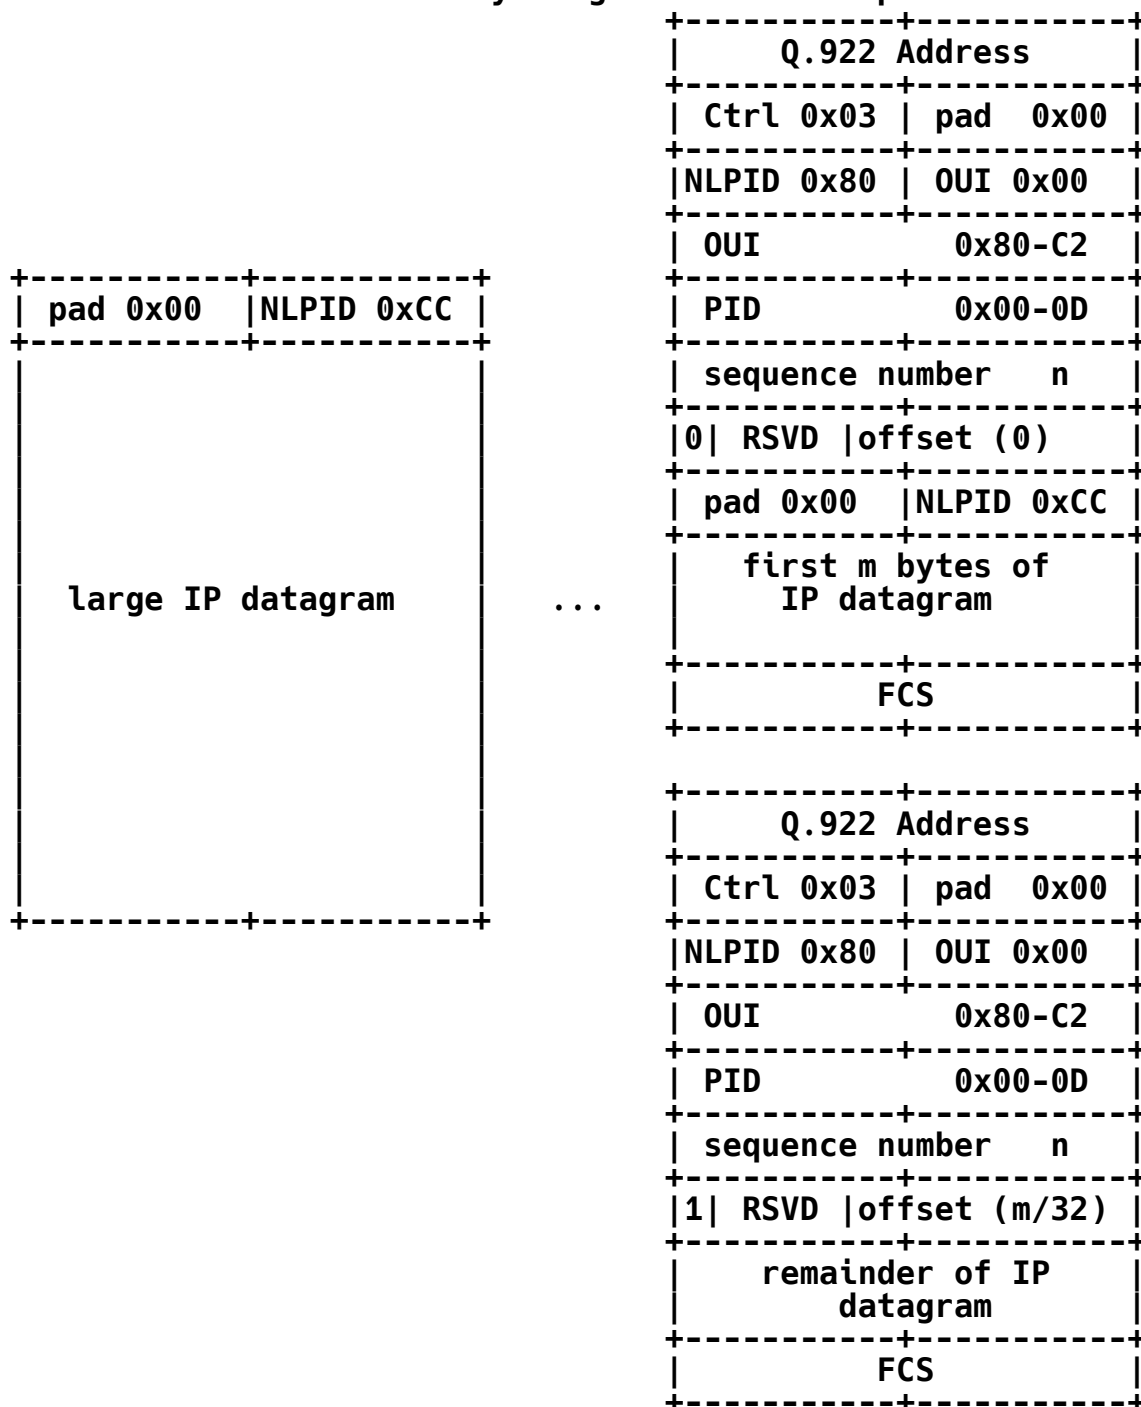 +-----------+-----------+
| Q.922 Address |
+-----------+-----------+
| Ctrl 0x03 | pad 0x00 |
+-----------+-----------+
|NLPID 0x80 | OUI 0x00 |
+-----------+-----------+
| OUI 0x80-C2 |
+-----------+-----------+ +-----------+-----------+
| pad 0x00 |NLPID 0xCC | | PID 0x00-0D |
+-----------+-----------+ +-----------+-----------+
| | | sequence number n |
| | +-----------+-----------+
| | |0| RSVD |offset (0) |
| | +-----------+-----------+
| | | pad 0x00 |NLPID 0xCC |
| | +-----------+-----------+
| | | first m bytes of |
| large IP datagram | ... | IP datagram |
| | | |
| | +-----------+-----------+
| | | FCS |
| | +-----------+-----------+
| |
| | +-----------+-----------+
| | | Q.922 Address |
| | +-----------+-----------+
| | | Ctrl 0x03 | pad 0x00 |
+-----------+-----------+ +-----------+-----------+
|NLPID 0x80 | OUI 0x00 |
+-----------+-----------+
| OUI 0x80-C2 |
+-----------+-----------+
| PID 0x00-0D |
+-----------+-----------+
| sequence number n |
+-----------+-----------+
|1| RSVD |offset (m/32) |
+-----------+-----------+
| remainder of IP |
| datagram |
+-----------+-----------+
| FCS |
+-----------+-----------+